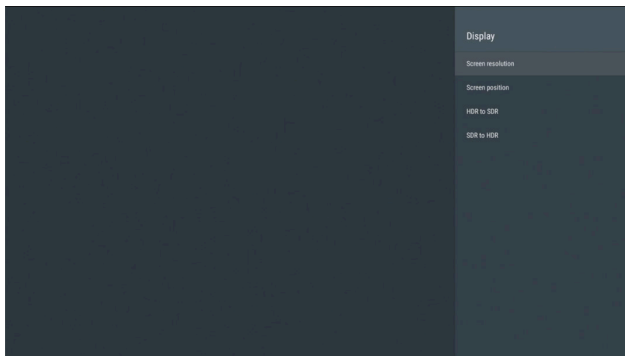 Display
Screen resolution
Screen position
HDR to SDR
SDR to HDR